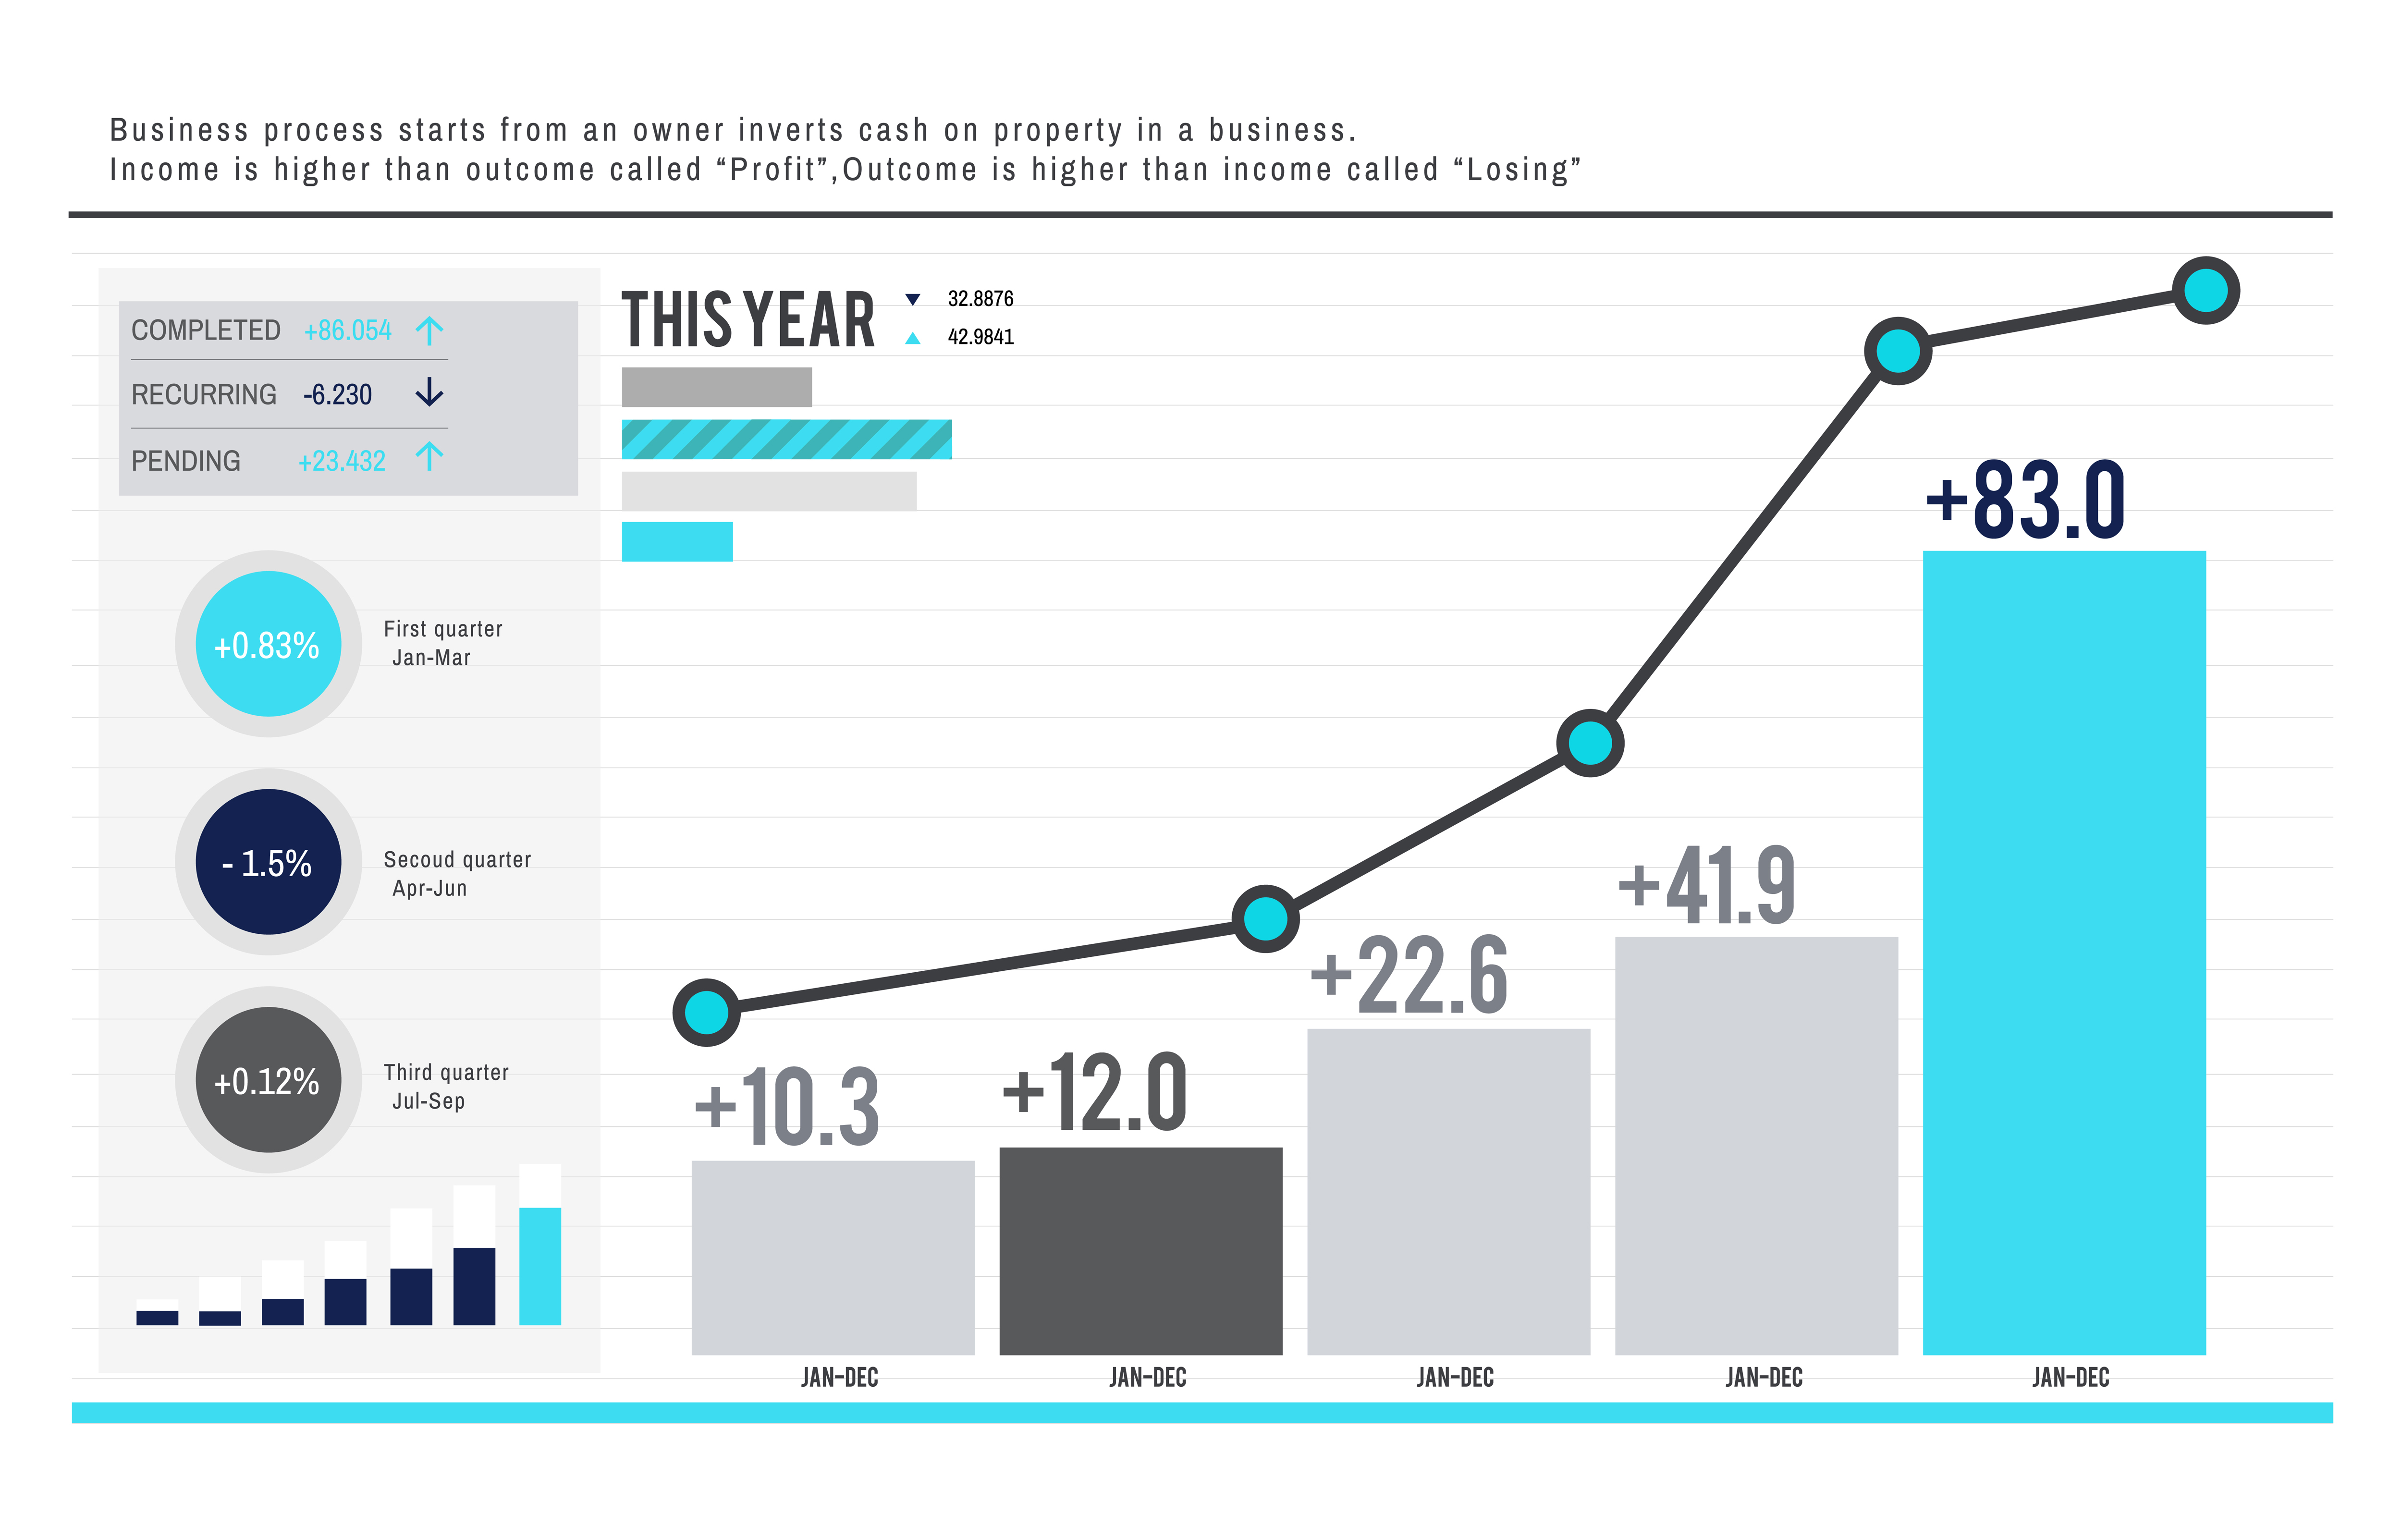 Business process starts from an owner inverts cash on property in a business.
Income is higher than outcome called “Profit”,Outcome is higher than income called “Losing”
COMPLETED +86.054
RECURRING -6.230
PENDING +23.432
THIS YEAR
32.8876
42.9841
+0.83%
First quarter
Jan-Mar
- 1.5%
Secoud quarter
Apr-Jun
+0.12%
Third quarter
Jul-Sep
+10.3
+12.0
+22.6
+41.9
+83.0
JAN-DEC
JAN-DEC
JAN-DEC
JAN-DEC
JAN-DEC